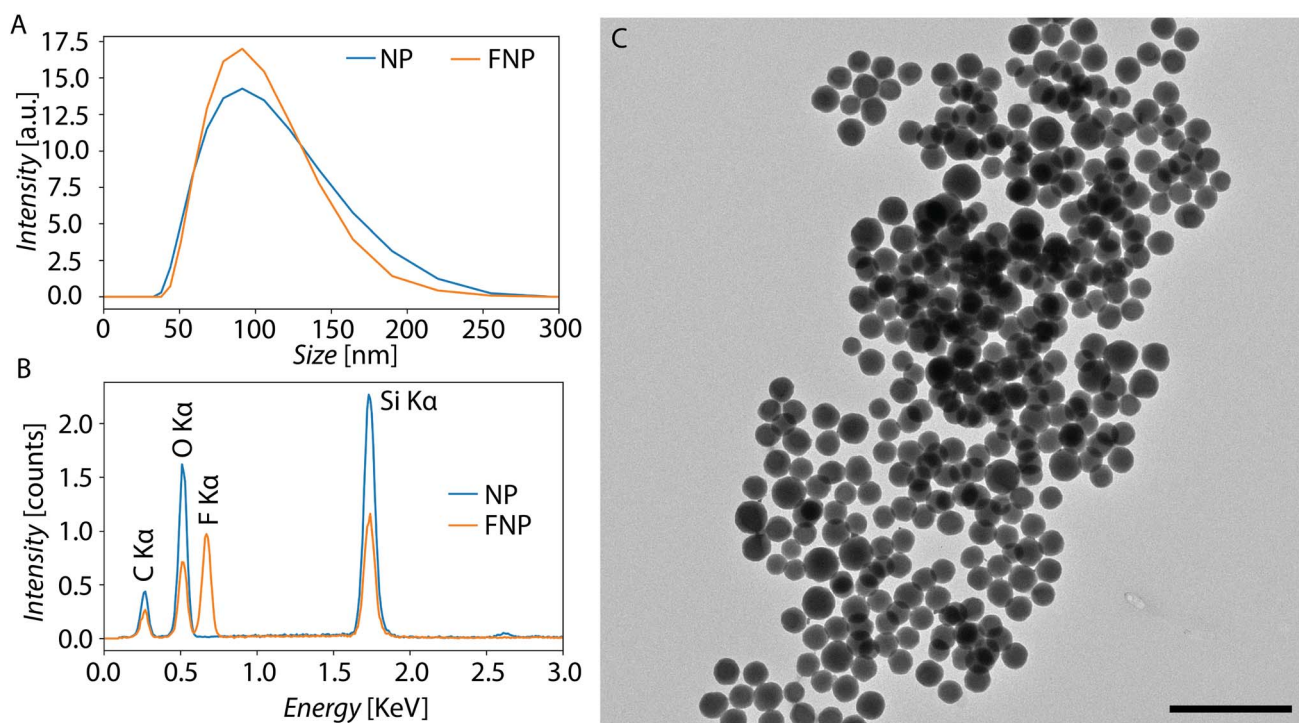 A
17.5
15.0
12.5
10.0
7.5
5.0
2.5
0.0
Intensity [a.u.]
NP
FNP
0 50 100 150 200 250 300
Size [nm]
B
2.0
1.5
1.0
0.5
0.0
Intensity [counts]
C Kα
O Kα
F Kα
Si Kα
NP
FNP
0.0 0.5 1.0 1.5 2.0 2.5 3.0
Energy [KeV]
C